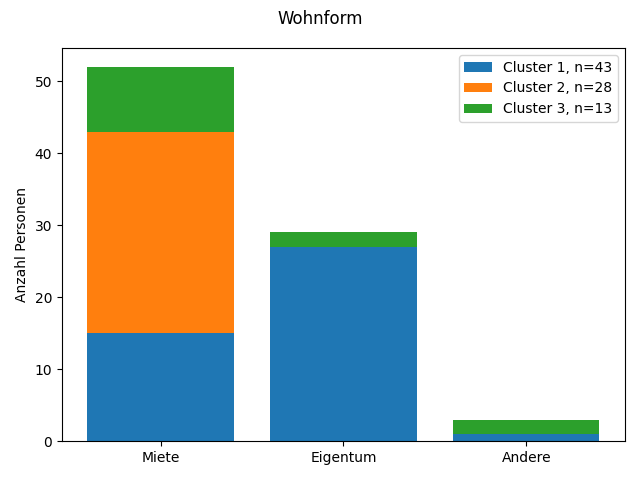 Wohnform
Cluster 1, n=43
Cluster 2, n=28
Cluster 3, n=13
Anzahl Personen
50
40
30
20
10
0
Miete Eigentum Andere